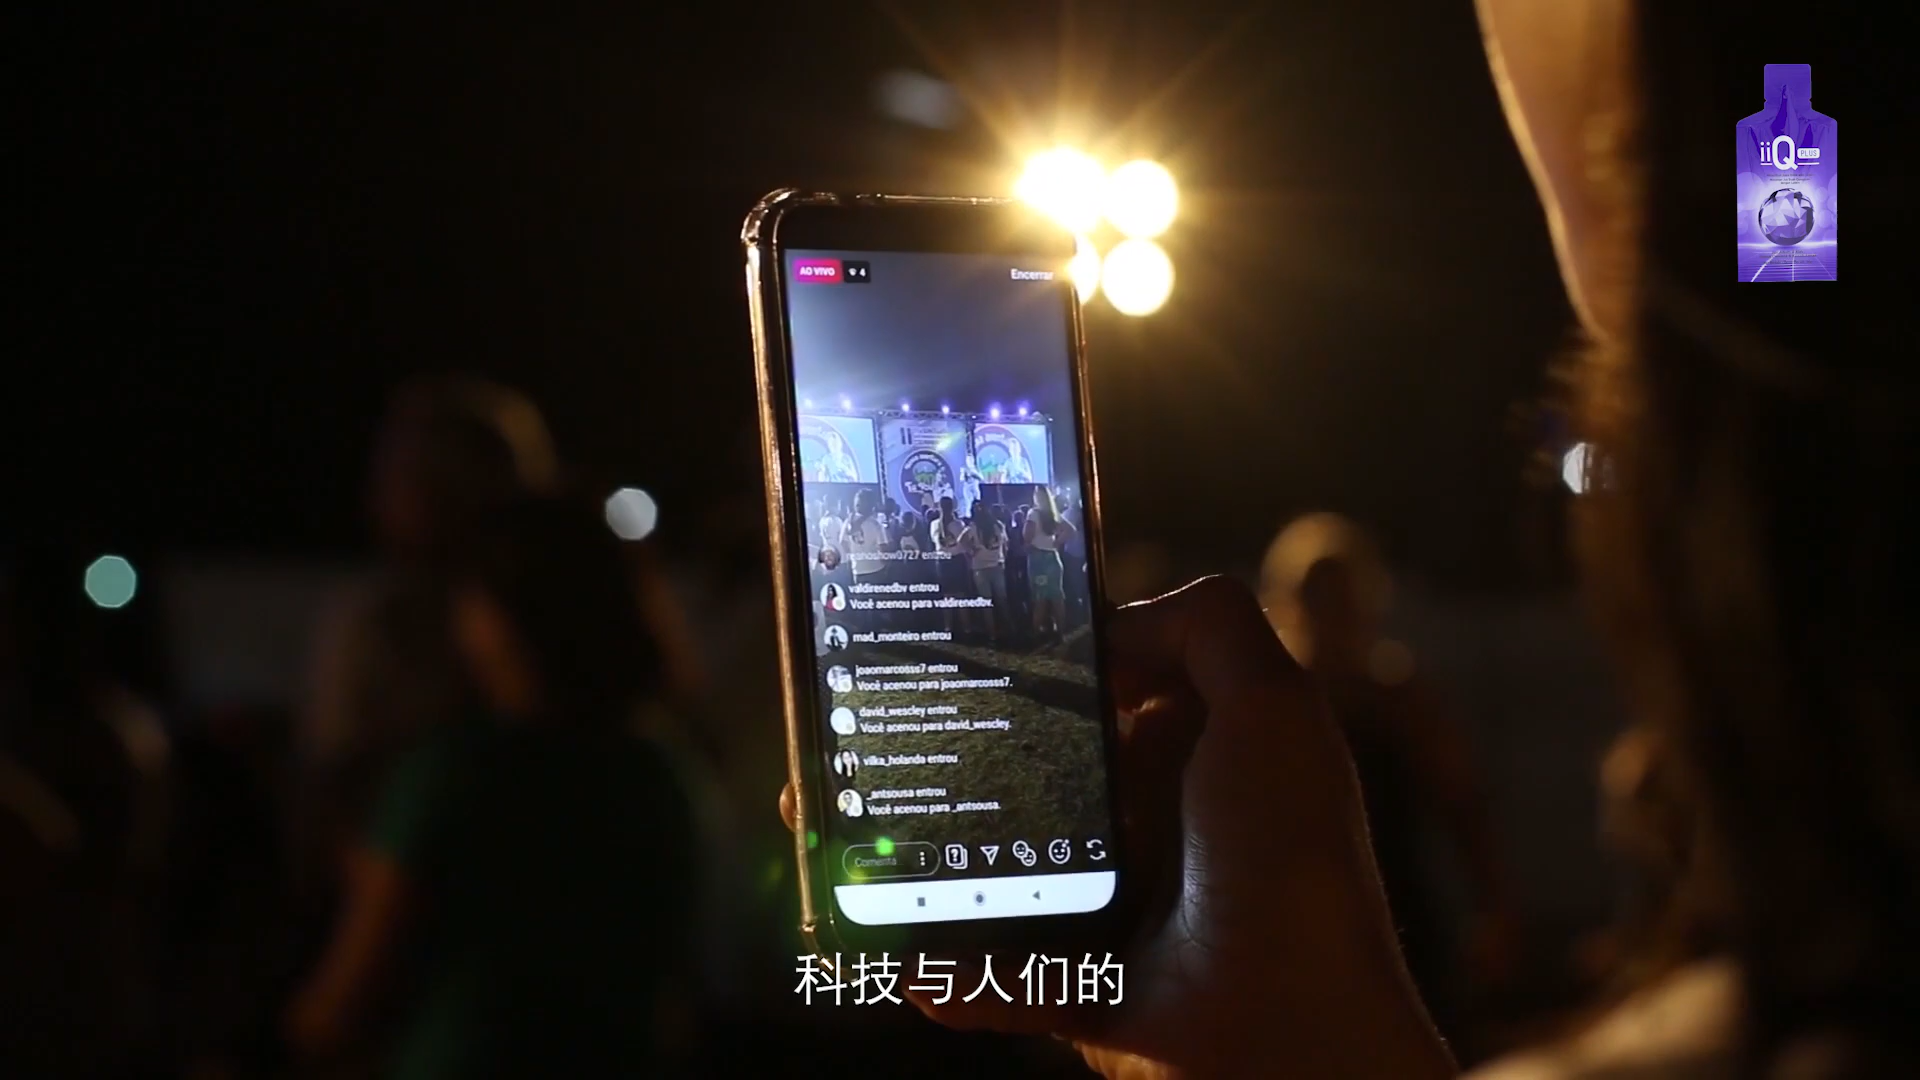 iiQ PLUS
AO VIVO 4
Encerrar
valdirenedbv entrou
Você acenou para valdirenedbv.
mad_monteiro entrou
joaomarcosss7 entrou
Você acenou para joaomarcosss7.
david_wescley entrou
Você acenou para david_wescley.
vilka_holanda entrou
_antsousa entrou
Você acenou para _antsousa.
Comenta
科技与人们的